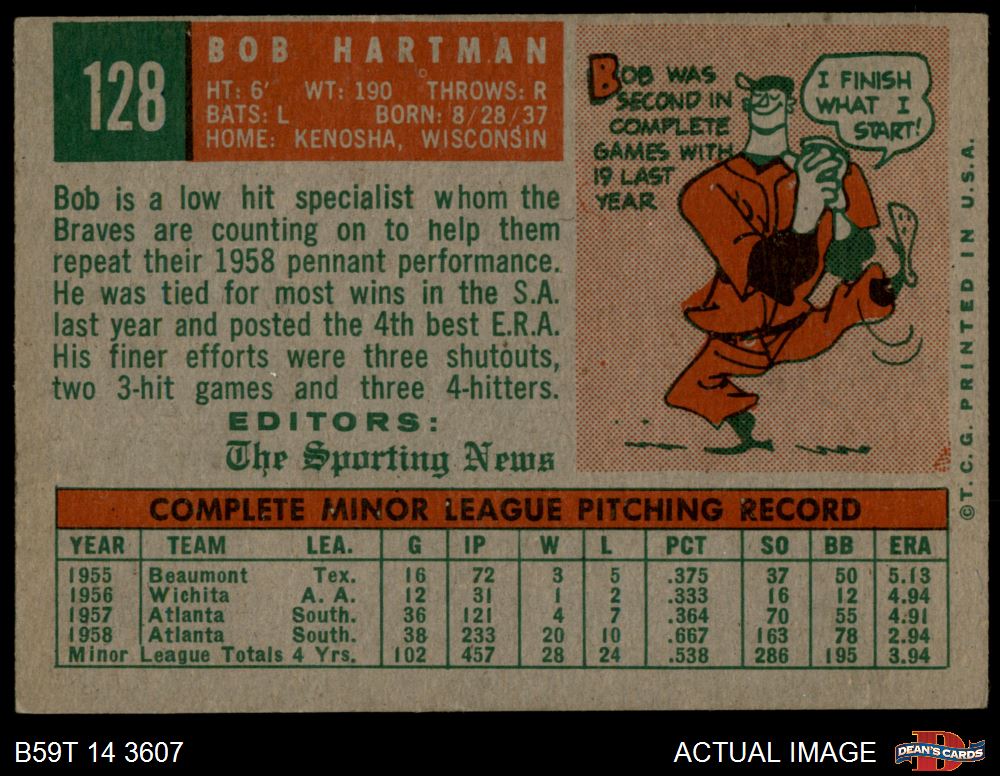 128
BOB HARTMAN
HT: 6' WT: 190 THROWS: R
BATS: L BORN: 8/28/37
HOME: KENOSHA, WISCONSIN
Bob is a low hit specialist whom the
Braves are counting on to help them
repeat their 1958 pennant performance.
He was tied for most wins in the S.A.
last year and posted the 4th best E.R.A.
His finer efforts were three shutouts,
two 3-hit games and three 4-hitters.
EDITORS:
The Sporting News
BOB WAS
SECOND IN
COMPLETE
GAMES WITH
19 LAST
YEAR
I FINISH
WHAT I
START!
©T.C.G. PRINTED IN U.S.A.
COMPLETE MINOR LEAGUE PITCHING RECORD
YEAR TEAM LEA. G IP W L PCT SO BB ERA
1955 Beaumont Tex. 16 72 3 5 .375 37 50 5.13
1956 Wichita A. A. 12 31 1 2 .333 16 12 4.94
1957 Atlanta South. 36 121 4 7 .364 70 55 4.91
1958 Atlanta South. 38 233 20 10 .667 163 78 2.94
Minor League Totals 4 Yrs. 102 457 28 24 .538 286 195 3.94
B59T 14 3607
ACTUAL IMAGE
D
DEAN'S CARDS